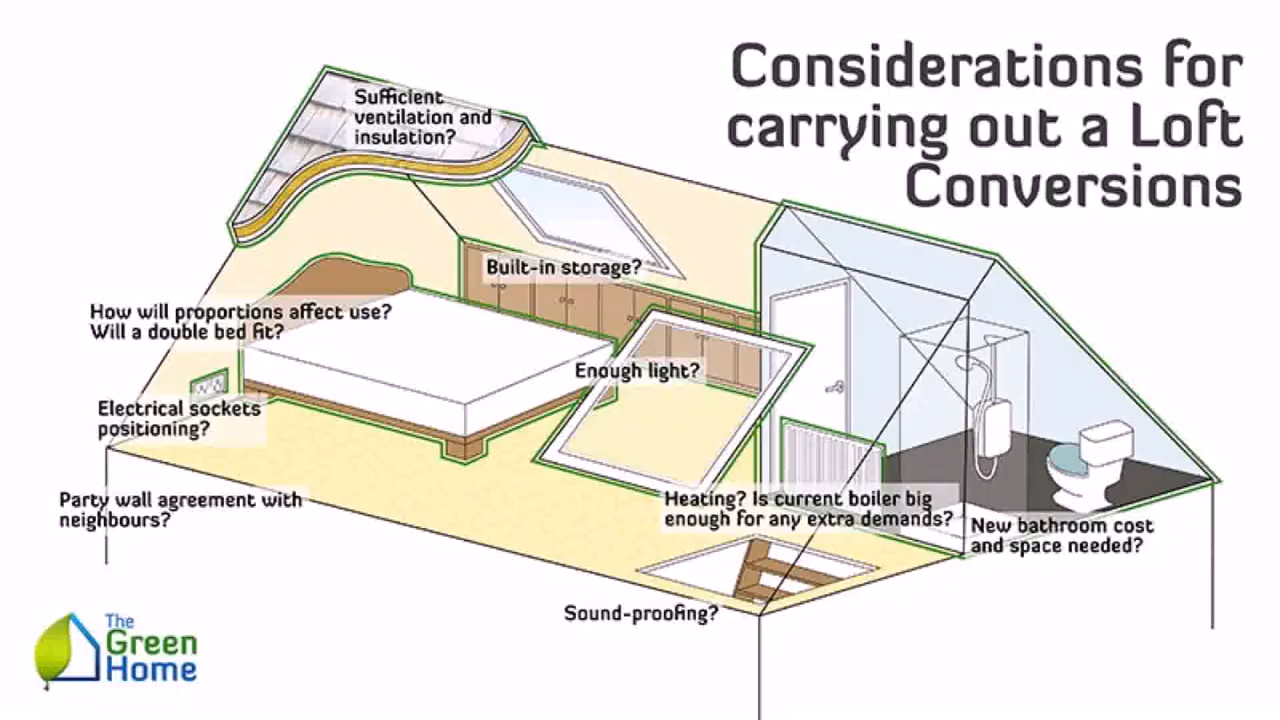 Considerations for
carrying out a Loft
Conversions
Sufficient
ventilation and
insulation?
Built-in storage?
How will proportions affect use?
Will a double bed fit?
Enough light?
Electrical sockets
positioning?
Party wall agreement with
neighbours?
Heating? Is current boiler big
enough for any extra demands?
New bathroom cost
and space needed?
Sound-proofing?
The
Green
Home